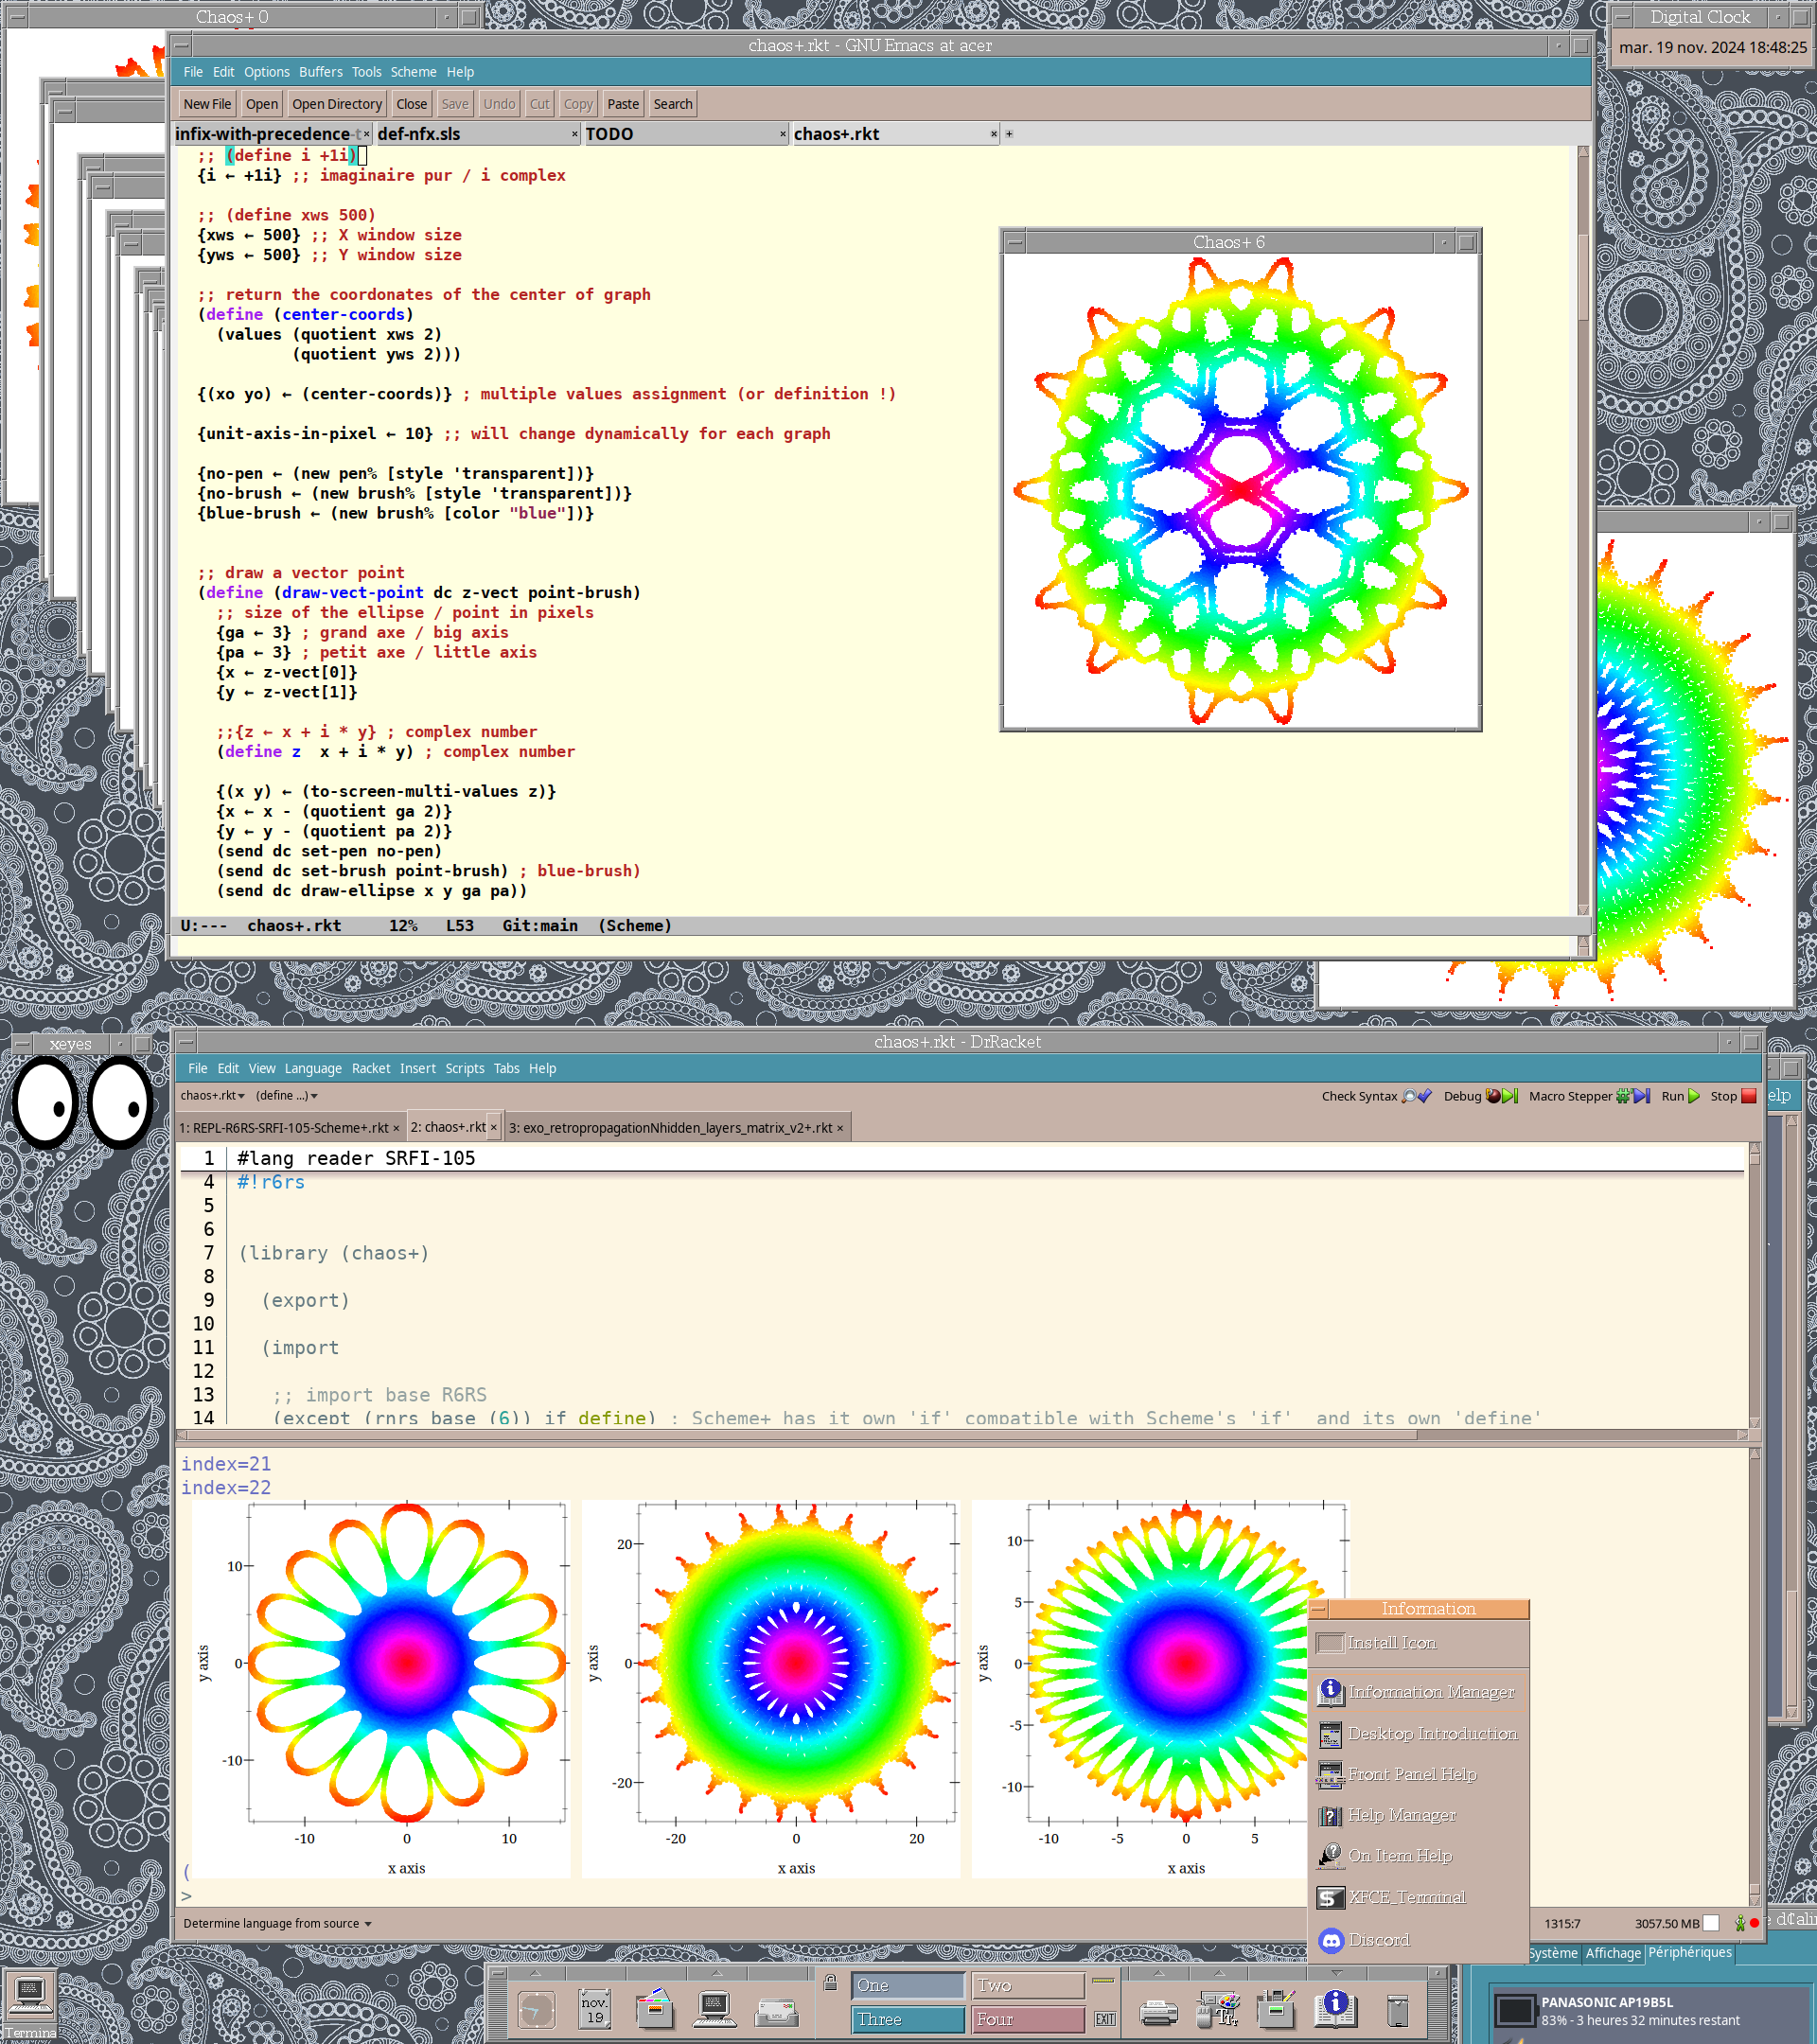 Chaos+ 0
Digital Clock
mar. 19 nov. 2024 18:48:25
chaos+.rkt - GNU Emacs at acer
File Edit Options Buffers Tools Scheme Help
New File Open Open Directory Close Save Undo Cut Copy Paste Search
infix-with-precedence-t× def-nfx.sls × TODO × chaos+.rkt ×
;; (define i +1i)
{i ← +1i} ;; imaginaire pur / i complex
;; (define xws 500)
{xws ← 500} ;; X window size
{yws ← 500} ;; Y window size
;; return the coordonates of the center of graph
(define (center-coords)
(values (quotient xws 2)
(quotient yws 2)))
{(xo yo) ← (center-coords)} ; multiple values assignment (or definition !)
{unit-axis-in-pixel ← 10} ;; will change dynamically for each graph
{no-pen ← (new pen% [style 'transparent])}
{no-brush ← (new brush% [style 'transparent])}
{blue-brush ← (new brush% [color "blue"])}
;; draw a vector point
(define (draw-vect-point dc z-vect point-brush)
;; size of the ellipse / point in pixels
{ga ← 3} ; grand axe / big axis
{pa ← 3} ; petit axe / little axis
{x ← z-vect[0]}
{y ← z-vect[1]}
;;{z ← x + i * y} ; complex number
(define z  x + i * y) ; complex number
{(x y) ← (to-screen-multi-values z)}
{x ← x - (quotient ga 2)}
{y ← y - (quotient pa 2)}
(send dc set-pen no-pen)
(send dc set-brush point-brush) ; blue-brush)
(send dc draw-ellipse x y ga pa))
U:--- chaos+.rkt 12% L53 Git:main (Scheme)
Chaos+ 6
xeyes
chaos+.rkt - DrRacket
File Edit View Language Racket Insert Scripts Tabs Help
chaos+.rkt (define ...)
Check Syntax Debug Macro Stepper Run Stop
1: REPL-R6RS-SRFI-105-Scheme+.rkt × 2: chaos+.rkt × 3: exo_retropropagationNhidden_layers_matrix_v2+.rkt ×
elp
1 #lang reader SRFI-105
4 #!r6rs
5
6
7 (library (chaos+)
8
9 (export)
10
11 (import
12
13 ;; import base R6RS
14 (except (rnrs base (6)) if define) ; Scheme+ has it own 'if' compatible with Scheme's 'if' and its own 'define'
index=21
index=22
10
0
-10
y axis
-10 0 10
x axis
20
0
-20
y axis
-20 0 20
x axis
10
5
0
-5
-10
y axis
-10 -5 0 5
x axis
(
>
Determine language from source
1315:7 3057.50 MB
Information
Install Icon
Information Manager
Desktop Introduction
Front Panel Help
Help Manager
On Item Help
XFCE_Terminal
Discord
Système Affichage Périphériques
PANASONIC AP19B5L
83% - 3 heures 32 minutes restant
Termina
nov.
19
One Two
Three Four
EXIT